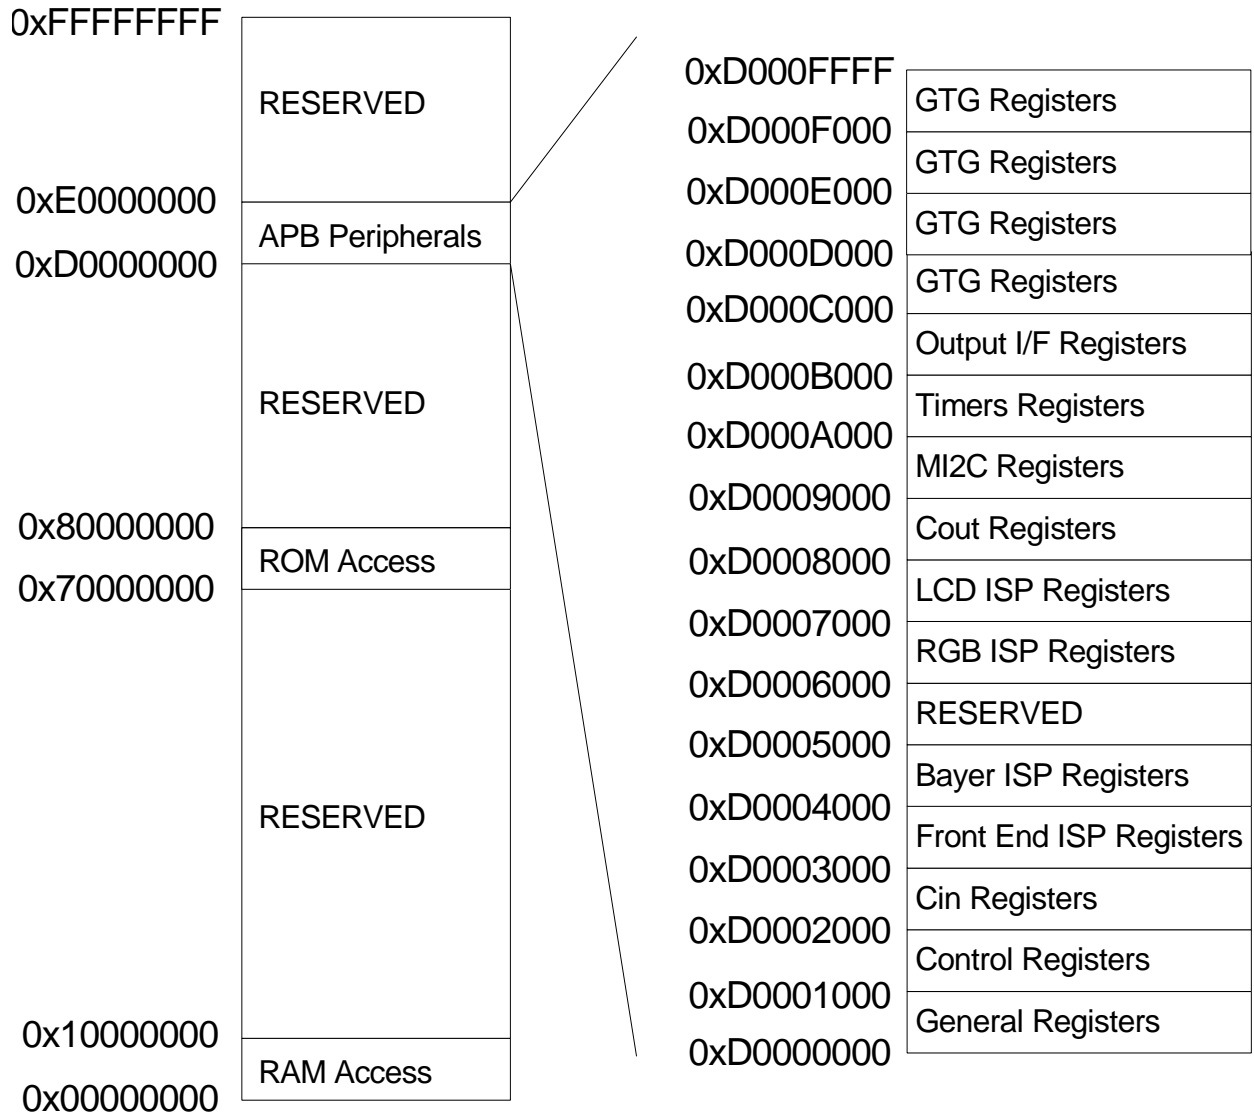 0xFFFFFFFF
RESERVED
0xE0000000
APB Peripherals
0xD0000000
RESERVED
0x80000000
ROM Access
0x70000000
RESERVED
0x10000000
RAM Access
0x00000000
0xD000FFFF
GTG Registers
0xD000F000
GTG Registers
0xD000E000
GTG Registers
0xD000D000
GTG Registers
0xD000C000
Output I/F Registers
0xD000B000
Timers Registers
0xD000A000
MI2C Registers
0xD0009000
Cout Registers
0xD0008000
LCD ISP Registers
0xD0007000
RGB ISP Registers
0xD0006000
RESERVED
0xD0005000
Bayer ISP Registers
0xD0004000
Front End ISP Registers
0xD0003000
Cin Registers
0xD0002000
Control Registers
0xD0001000
General Registers
0xD0000000